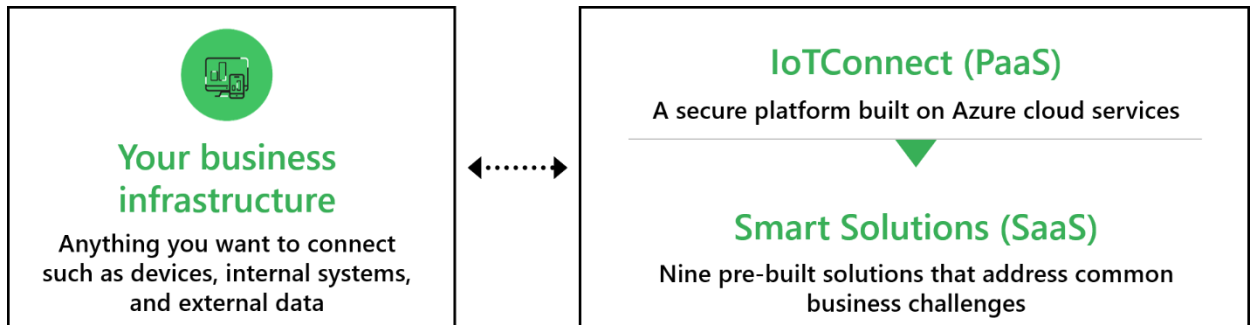 Your business
infrastructure
Anything you want to connect
such as devices, internal systems,
and external data
IoTConnect (PaaS)
A secure platform built on Azure cloud services
Smart Solutions (SaaS)
Nine pre-built solutions that address common
business challenges